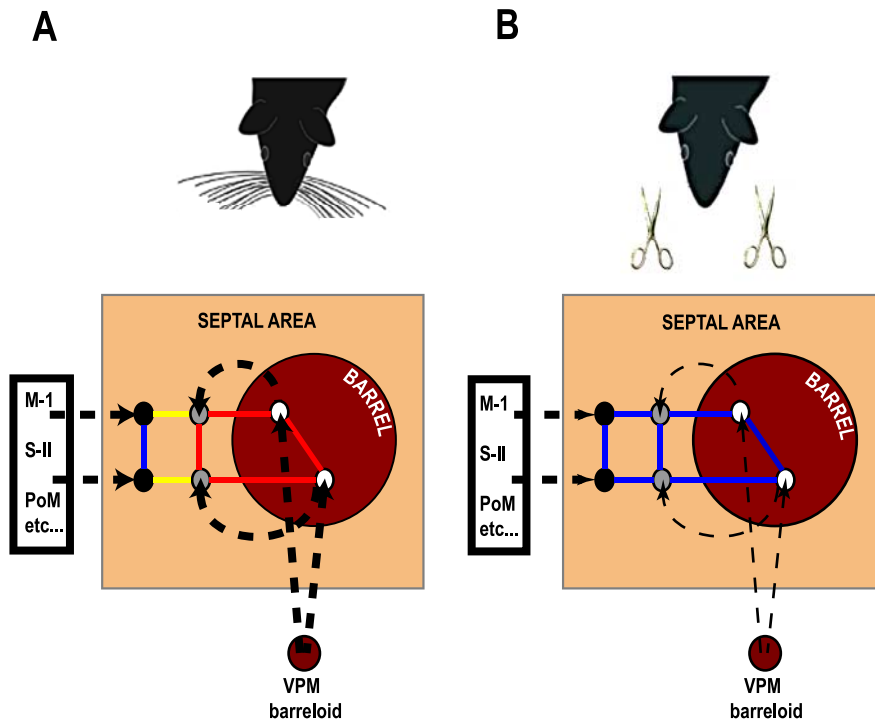 A
B
SEPTAL AREA
BARREL
M-1
S-II
PoM
etc...
VPM
barreloid
SEPTAL AREA
BARREL
M-1
S-II
PoM
etc...
VPM
barreloid